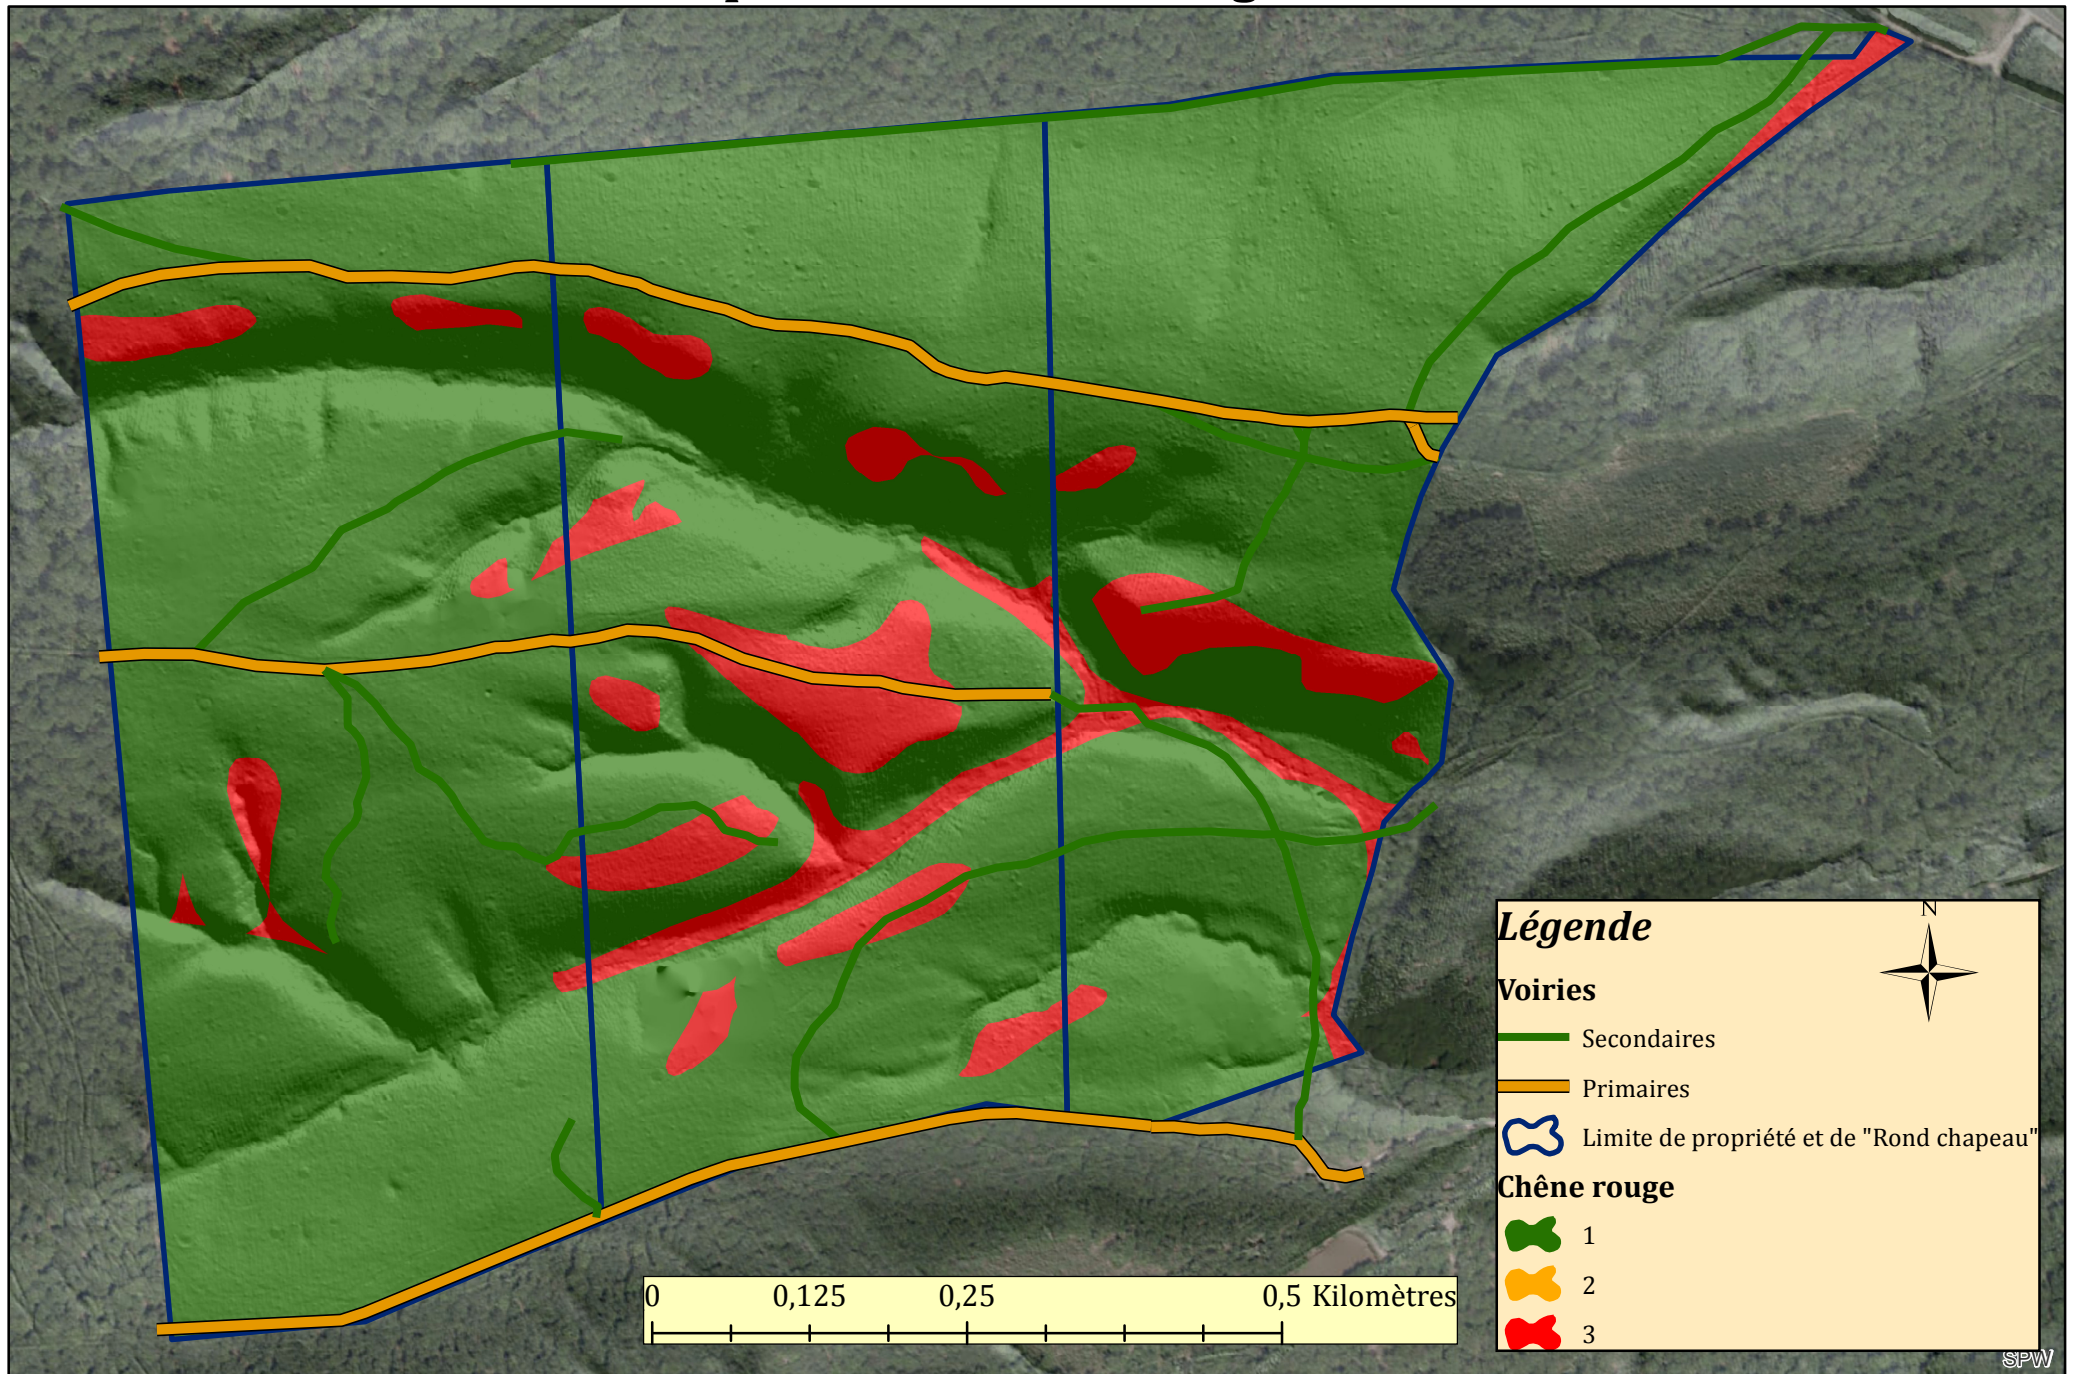 0 0,125 0,25 0,5 Kilomètres
N
Légende
Voiries
Secondaires
Primaires
Limite de propriété et de "Rond chapeau"
Chêne rouge
1
2
3
SPW